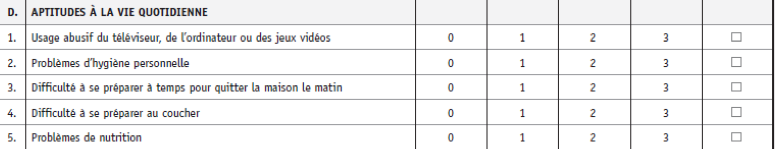 D. APTITUDES À LA VIE QUOTIDIENNE
1. Usage abusif du téléviseur, de l'ordinateur ou des jeux vidéos 0 1 2 3 ☐
2. Problèmes d'hygiène personnelle 0 1 2 3 ☐
3. Difficulté à se préparer à temps pour quitter la maison le matin 0 1 2 3 ☐
4. Difficulté à se préparer au coucher 0 1 2 3 ☐
5. Problèmes de nutrition 0 1 2 3 ☐